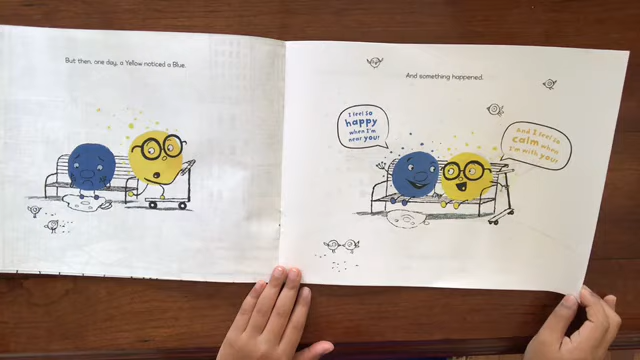 But then, one day, a Yellow noticed a Blue.
And something happened.
I feel so
happy
when I'm
near you!
And I feel so
calm when
I'm with you!